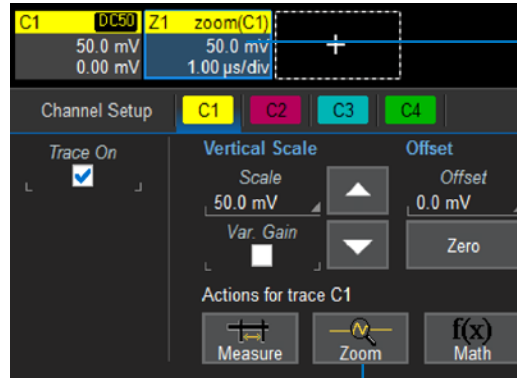 C1 DC50 Z1 zoom(C1)
50.0 mV 50.0 mV +
0.00 mV 1.00 µs/div
Channel Setup C1 C2 C3 C4
Trace On Vertical Scale Offset
Scale Offset
50.0 mV 0.0 mV
Var. Gain
Zero
Actions for trace C1
f(x)
Measure Zoom Math